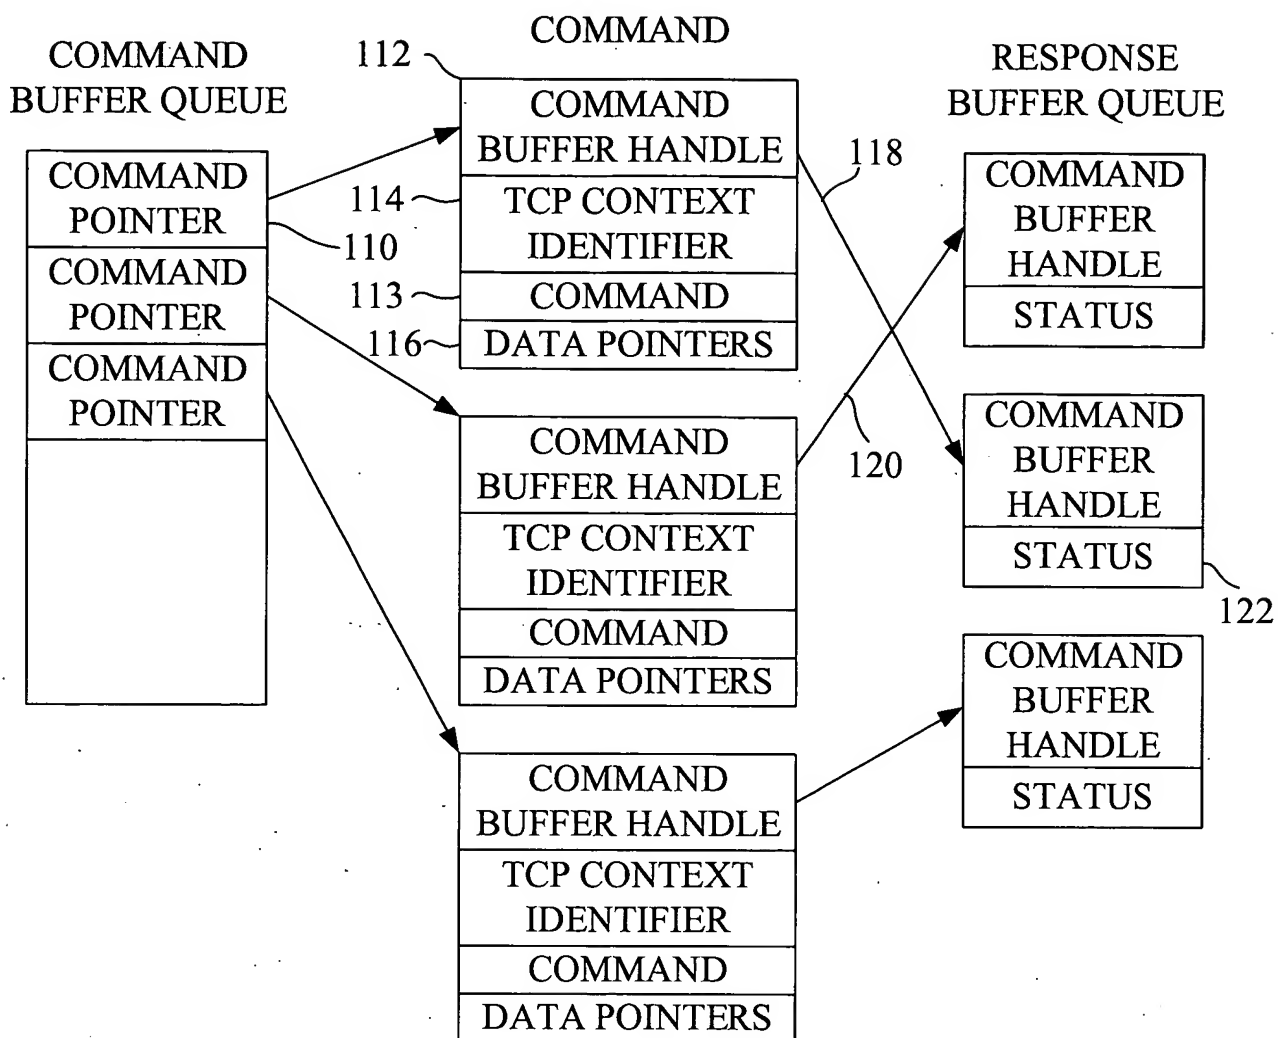 COMMAND
BUFFER QUEUE
COMMAND
POINTER
110
COMMAND
POINTER
COMMAND
POINTER
COMMAND
112
COMMAND
BUFFER HANDLE
114
TCP CONTEXT
IDENTIFIER
113
COMMAND
116
DATA POINTERS
COMMAND
BUFFER HANDLE
TCP CONTEXT
IDENTIFIER
COMMAND
DATA POINTERS
COMMAND
BUFFER HANDLE
TCP CONTEXT
IDENTIFIER
COMMAND
DATA POINTERS
118
120
RESPONSE
BUFFER QUEUE
COMMAND
BUFFER
HANDLE
STATUS
COMMAND
BUFFER
HANDLE
STATUS
122
COMMAND
BUFFER
HANDLE
STATUS